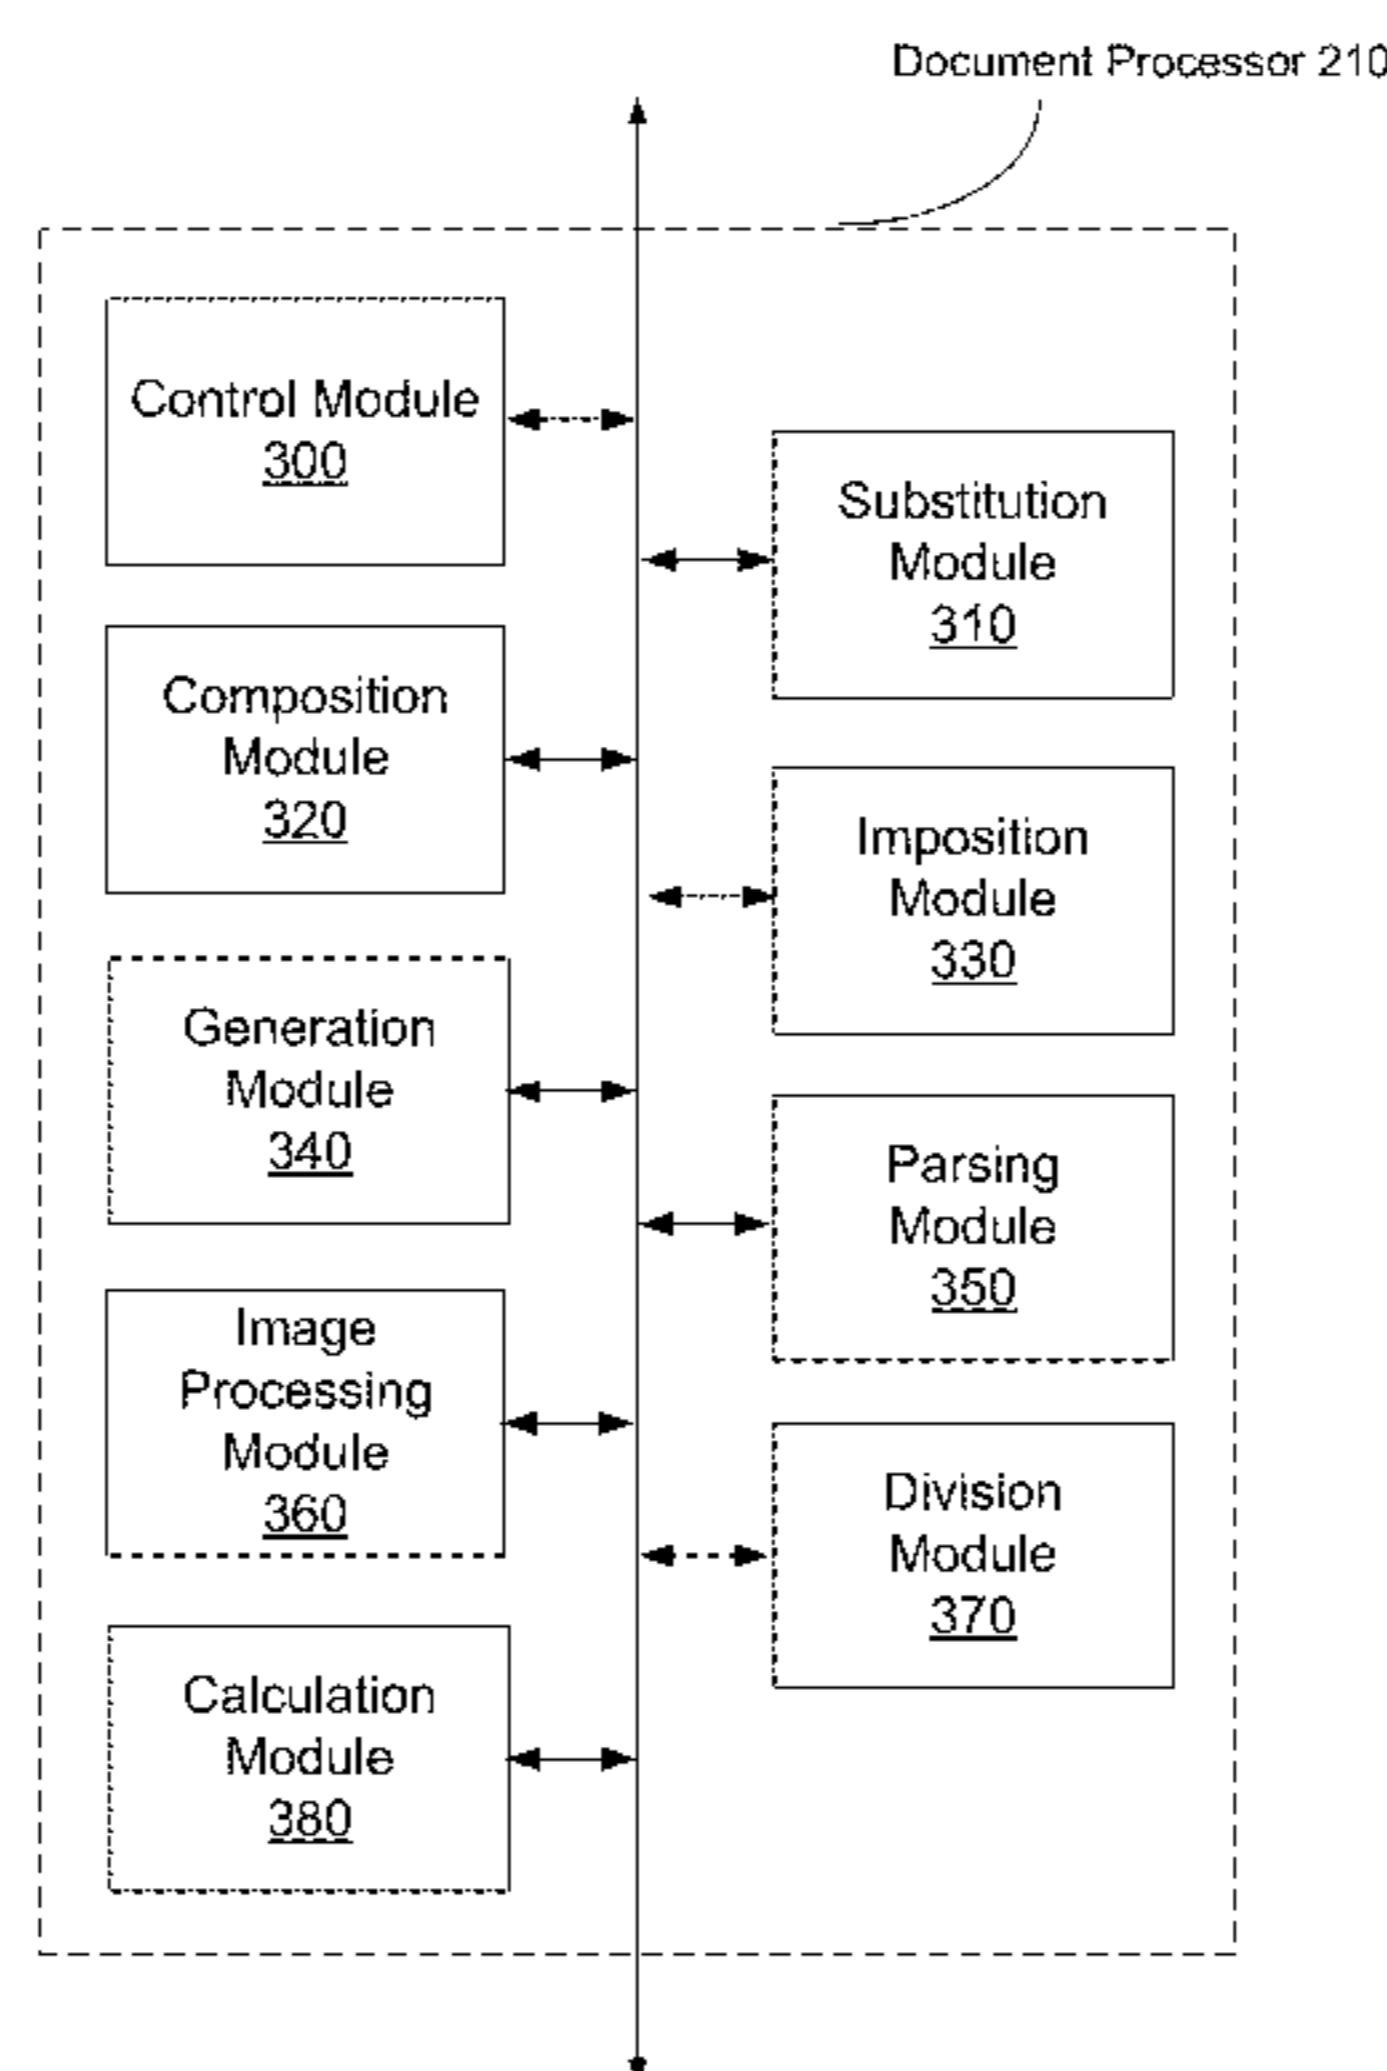 Document Processor 210
Control Module
300
Substitution
Module
310
Composition
Module
320
Imposition
Module
330
Generation
Module
340
Parsing
Module
350
Image
Processing
Module
360
Division
Module
370
Calculation
Module
380